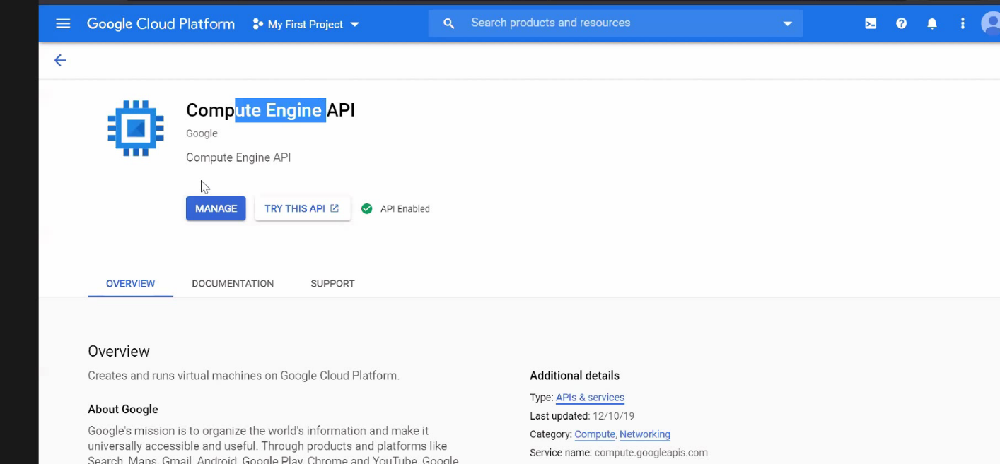 Google Cloud Platform My First Project Search products and resources
Compute Engine API
Google
Compute Engine API
MANAGE TRY THIS API API Enabled
OVERVIEW DOCUMENTATION SUPPORT
Overview
Creates and runs virtual machines on Google Cloud Platform.
About Google
Google's mission is to organize the world's information and make it
universally accessible and useful. Through products and platforms like
Search, Maps, Gmail, Android, Google Play, Chrome and YouTube, Google
Additional details
Type: APIs & services
Last updated: 12/10/19
Category: Compute, Networking
Service name: compute.googleapis.com